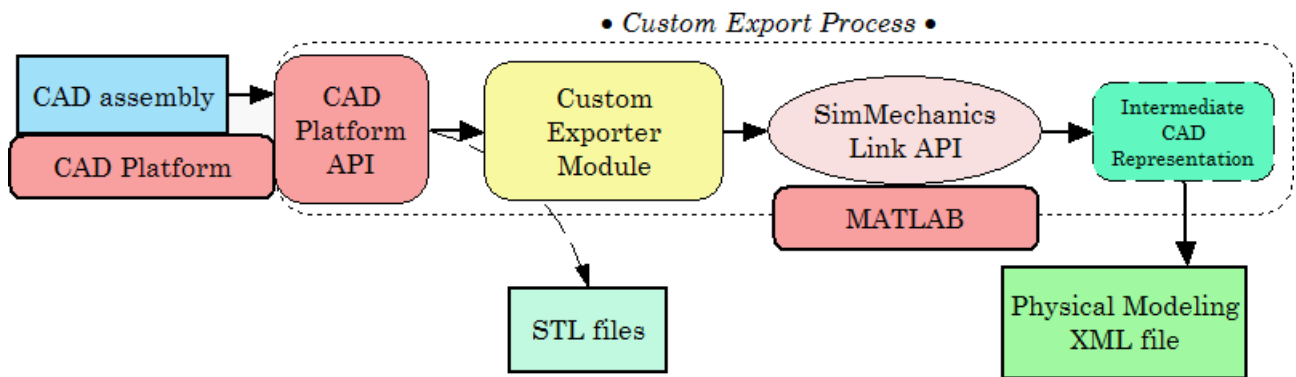 • Custom Export Process •
CAD assembly
CAD Platform
CAD
Platform
API
Custom
Exporter
Module
SimMechanics
Link API
MATLAB
Intermediate
CAD
Representation
STL files
Physical Modeling
XML file